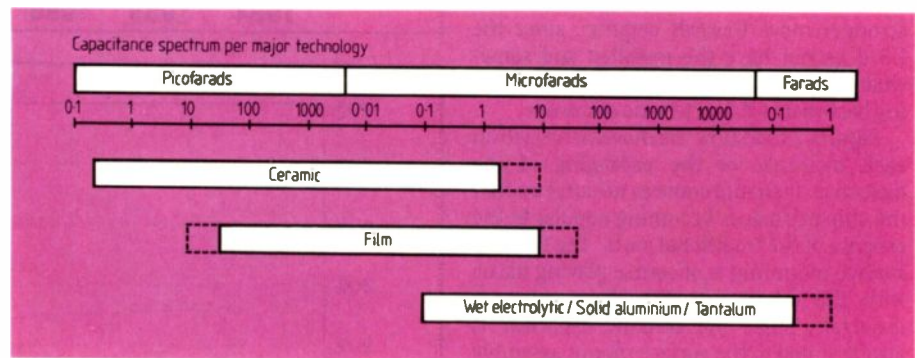 Capacitance spectrum per major technology
Picofarads Microfarads Farads
0·1 1 10 100 1000 0·01 0·1 1 10 100 1000 10000 0·1 1
Ceramic
Film
Wet electrolytic / Solid aluminium / Tantalum